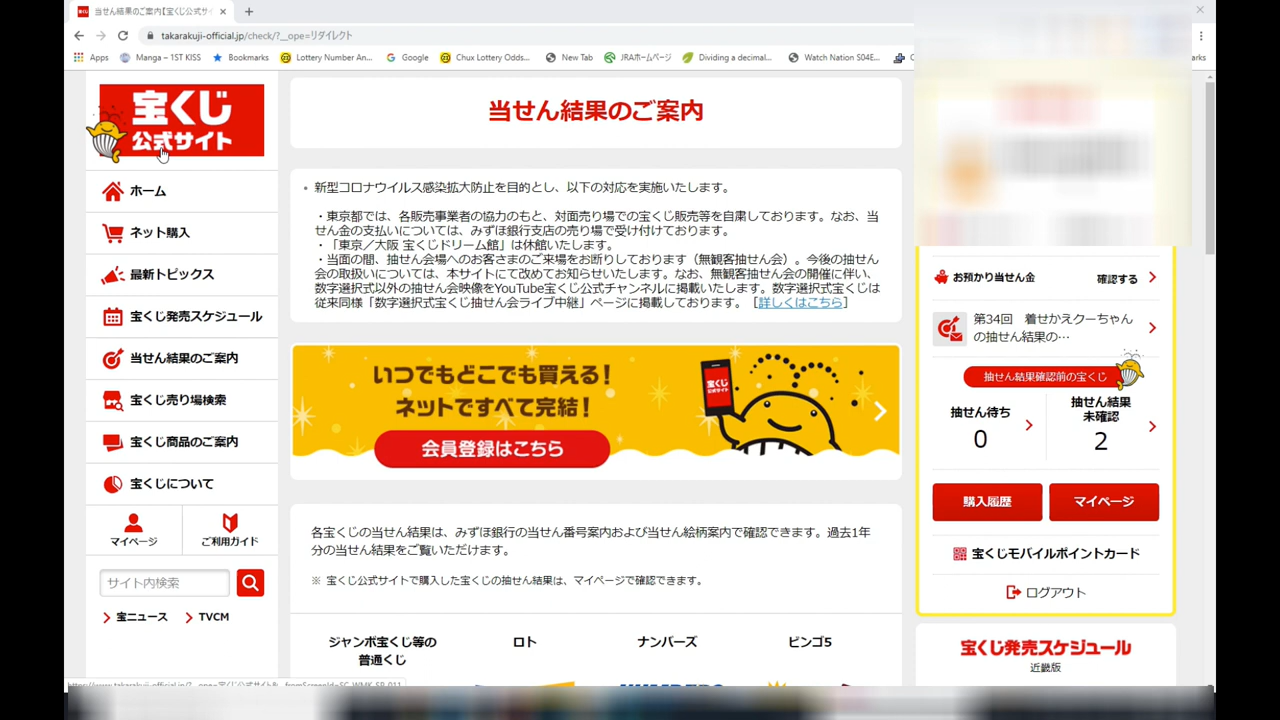 当せん結果のご案内【宝くじ公式サイ
takarakuji-official.jp/check/?_ope=リダイレクト
Apps
Manga – 1ST KISS
Bookmarks
Lottery Number An...
Google
Chux Lottery Odds...
New Tab
JRAホームページ
Dividing a decimal...
Watch Nation S04E...
宝くじ
公式サイト
ホーム
ネット購入
最新トピックス
宝くじ発売スケジュール
当せん結果のご案内
宝くじ売り場検索
宝くじ商品のご案内
宝くじについて
マイページ
ご利用ガイド
サイト内検索
宝ニュース
TVCM
当せん結果のご案内
新型コロナウイルス感染拡大防止を目的とし、以下の対応を実施いたします。
・東京都では、各販売事業者の協力のもと、対面売り場での宝くじ販売等を自粛しております。なお、当
せん金の支払いについては、みずほ銀行支店の売り場で受け付けております。
・「東京／大阪 宝くじドリーム館」は休館いたします。
・当面の間、抽せん会場へのお客さまのご来場をお断りしております（無観客抽せん会）。今後の抽せん
会の取扱いについては、本サイトにて改めてお知らせいたします。なお、無観客抽せん会の開催に伴い、
数字選択式以外の抽せん会映像をYouTube宝くじ公式チャンネルに掲載いたします。数字選択式宝くじは
従来同様「数字選択式宝くじ抽せん会ライブ中継」ページに掲載しております。 ［詳しくはこちら］
いつでもどこでも買える！
ネットですべて完結！
会員登録はこちら
宝くじ
公式サイト
各宝くじの当せん結果は、みずほ銀行の当せん番号案内および当せん絵柄案内で確認できます。過去1年
分の当せん結果をご覧いただけます。
※ 宝くじ公式サイトで購入した宝くじの抽せん結果は、マイページで確認できます。
ジャンボ宝くじ等の
普通くじ
ロト
ナンバーズ
ビンゴ5
お預かり当せん金
確認する
第34回 着せかえクーちゃん
の抽せん結果の…
抽せん結果確認前の宝くじ
抽せん待ち
0
抽せん結果
未確認
2
購入履歴
マイページ
宝くじモバイルポイントカード
ログアウト
宝くじ発売スケジュール
近畿版